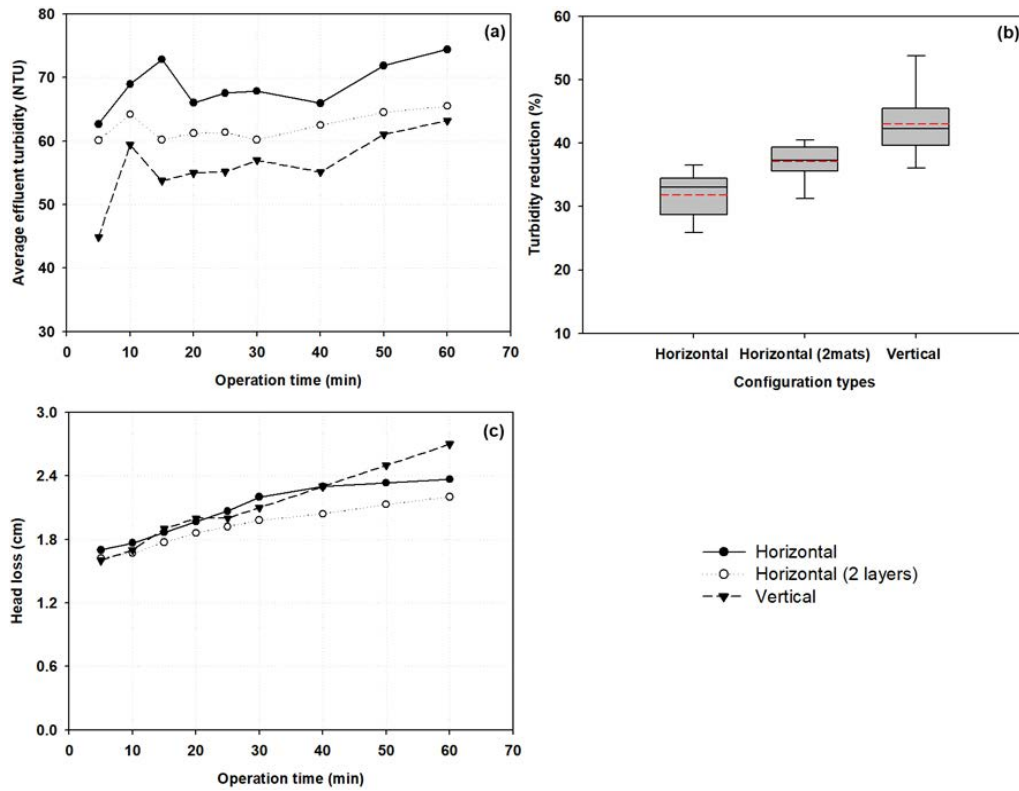 (a)
Average effluent turbidity (NTU)
80
70
60
50
40
30
0 10 20 30 40 50 60 70
Operation time (min)
(b)
Turbidity reduction (%)
60
50
40
30
20
10
Horizontal Horizontal (2mats) Vertical
Configuration types
(c)
Head loss (cm)
3.0
2.4
1.8
1.2
0.6
0.0
0 10 20 30 40 50 60 70
Operation time (min)
Horizontal
Horizontal (2 layers)
Vertical